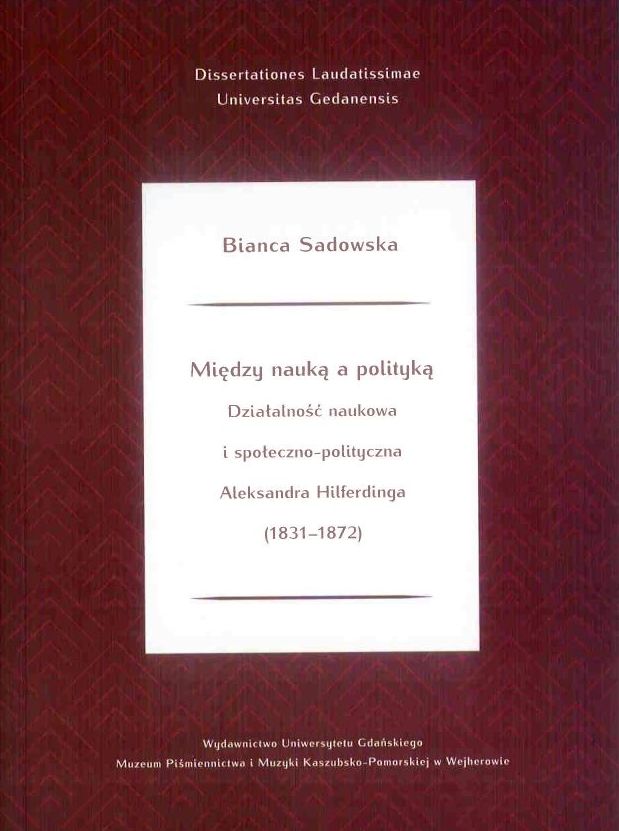 Dissertationes Laudatissimae
Universitas Gedanensis
Bianca Sadowska
Między nauką a polityką
Działalność naukowa
i społeczno-polityczna
Aleksandra Hilferdinga
(1831–1872)
Wydawnictwo Uniwersytetu Gdańskiego
Muzeum Piśmiennictwa i Muzyki Kaszubsko-Pomorskiej w Wejherowie